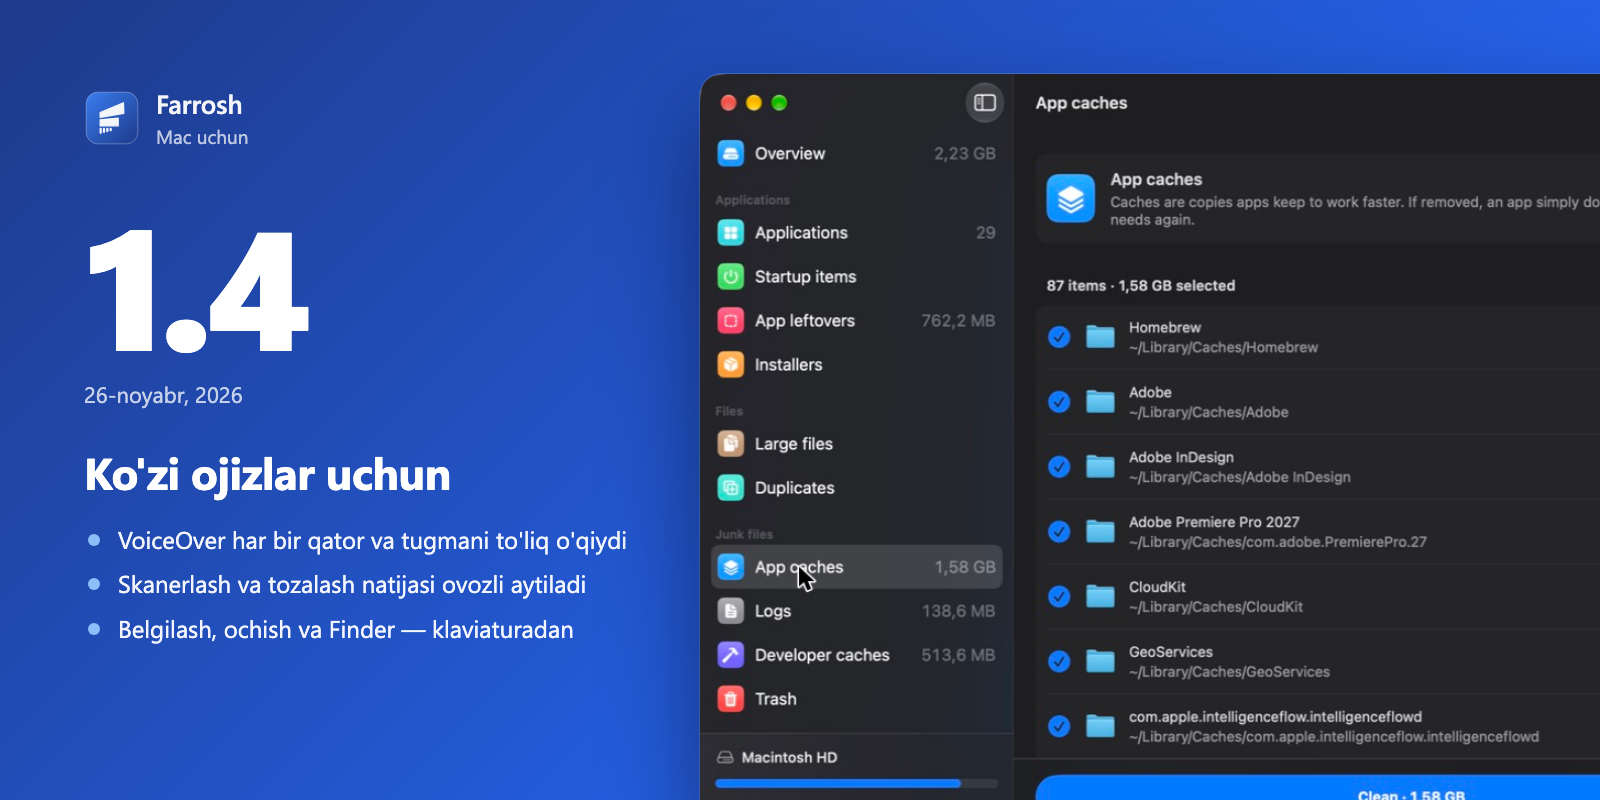 Farrosh
Mac uchun
1.4
26-noyabr, 2026
Ko'zi ojizlar uchun
VoiceOver har bir qator va tugmani to'liq o'qiydi
Skanerlash va tozalash natijasi ovozli aytiladi
Belgilash, ochish va Finder — klaviaturadan
Overview 2,23 GB
Applications
Applications 29
Startup items
App leftovers 762,2 MB
Installers
Files
Large files
Duplicates
Junk files
App caches 1,58 GB
Logs 138,6 MB
Developer caches 513,6 MB
Trash
Macintosh HD
App caches
App caches
Caches are copies apps keep to work faster. If removed, an app simply do
needs again.
87 items · 1,58 GB selected
Homebrew
~/Library/Caches/Homebrew
Adobe
~/Library/Caches/Adobe
Adobe InDesign
~/Library/Caches/Adobe InDesign
Adobe Premiere Pro 2027
~/Library/Caches/com.adobe.PremierePro.27
CloudKit
~/Library/Caches/CloudKit
GeoServices
~/Library/Caches/GeoServices
com.apple.intelligenceflow.intelligenceflowd
~/Library/Caches/com.apple.intelligenceflow.intelligenceflowd
Clean · 1,58 GB